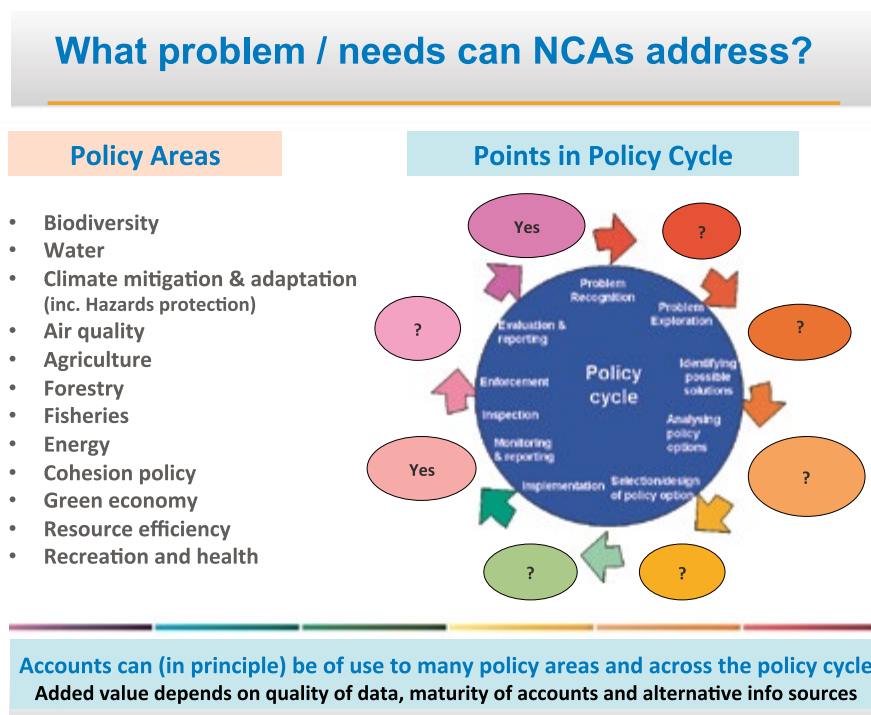 What problem / needs can NCAs address?
Policy Areas
• Biodiversity
• Water
• Climate mitigation & adaptation
(inc. Hazards protection)
• Air quality
• Agriculture
• Forestry
• Fisheries
• Energy
• Cohesion policy
• Green economy
• Resource efficiency
• Recreation and health
Points in Policy Cycle
Yes
?
?
?
?
?
Yes
?
Problem
Recognition
Problem
Exploration
Identifying
possible
solutions
Analysing
policy
options
Selection/design
of policy option
Implementation
Monitoring
& reporting
Inspection
Enforcement
Evaluation &
reporting
Policy
cycle
Accounts can (in principle) be of use to many policy areas and across the policy cycle
Added value depends on quality of data, maturity of accounts and alternative info sources